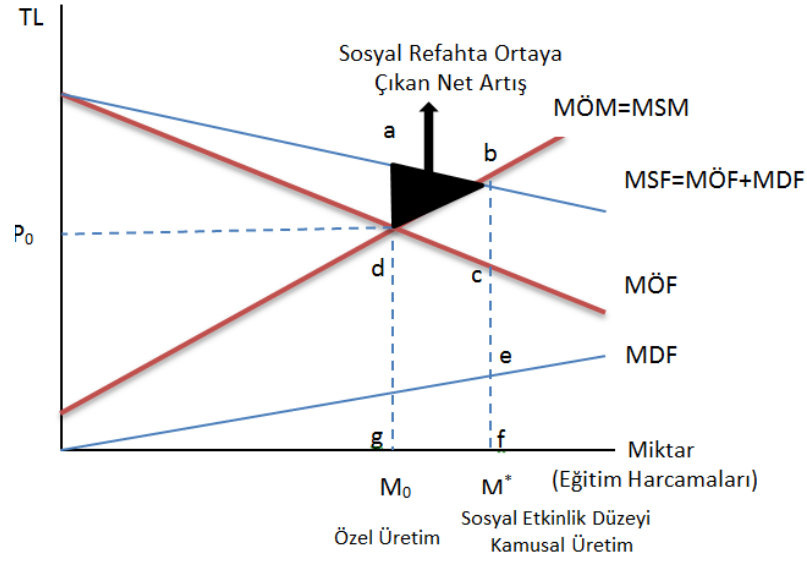 TL
Sosyal Refahta Ortaya
Çıkan Net Artış
MÖM=MSM
a
b
MSF=MÖF+MDF
P₀
d
c
MÖF
MDF
e
g
f
Miktar
(Eğitim Harcamaları)
M₀
M*
Özel Üretim
Sosyal Etkinlik Düzeyi
Kamusal Üretim